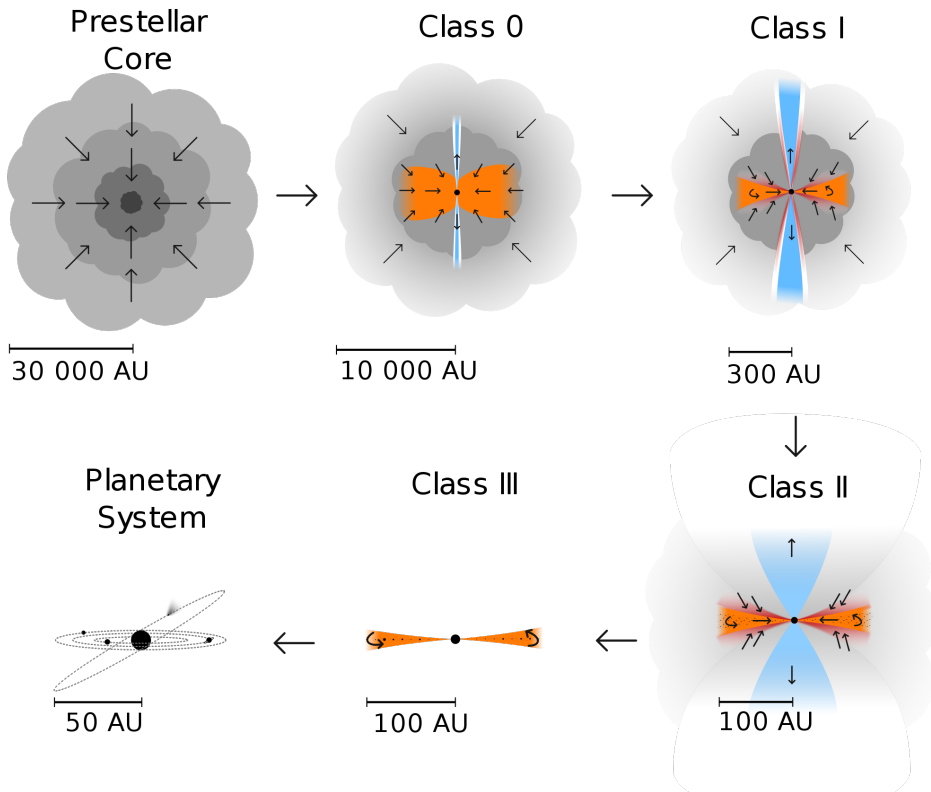 Prestellar
Core
Class 0
Class I
30 000 AU
10 000 AU
300 AU
Planetary
System
Class III
Class II
50 AU
100 AU
100 AU